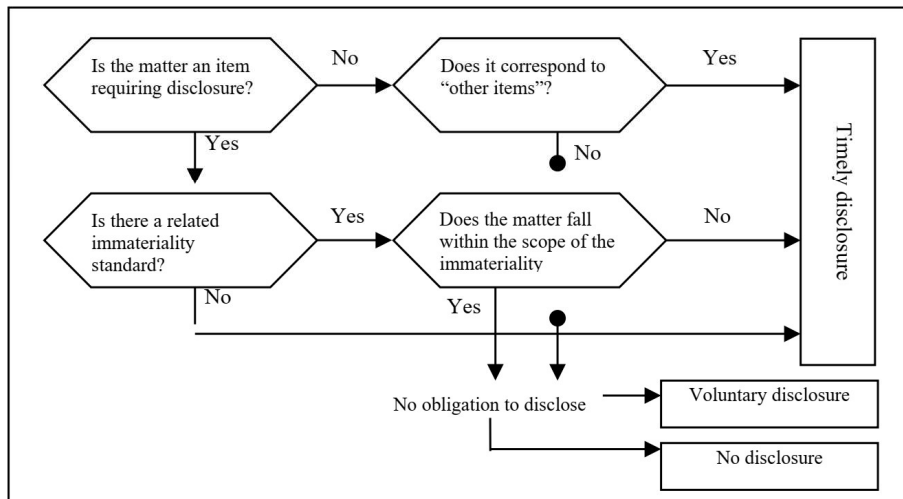 Is the matter an item
requiring disclosure?
No
Does it correspond to
“other items”?
Yes
Timely disclosure
Yes
No
Is there a related
immateriality
standard?
Yes
Does the matter fall
within the scope of the
immateriality
No
No
Yes
No obligation to disclose
Voluntary disclosure
No disclosure